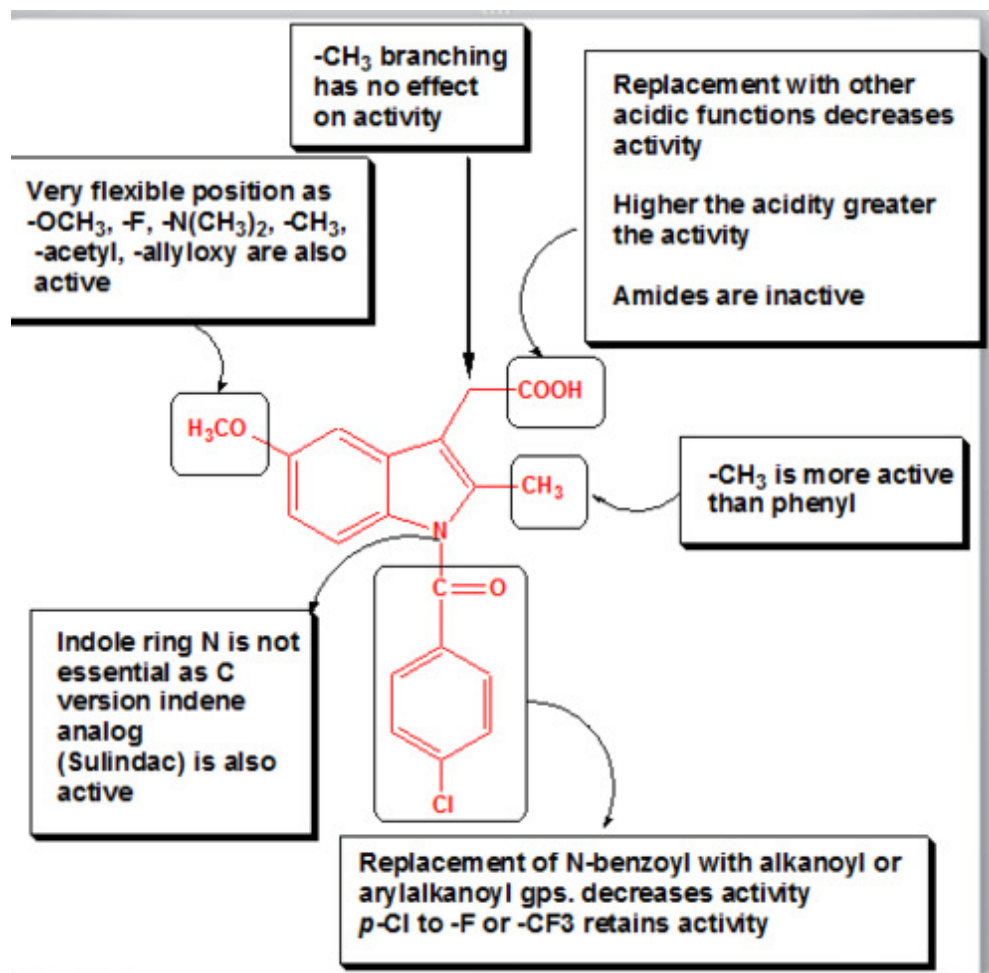 -CH₃ branching
has no effect
on activity
Replacement with other
acidic functions decreases
activity
Higher the acidity greater
the activity
Amides are inactive
Very flexible position as
-OCH₃, -F, -N(CH₃)₂, -CH₃,
-acetyl, -allyloxy are also
active
COOH
H₃CO
CH₃
-CH₃ is more active
than phenyl
N
C=O
Indole ring N is not
essential as C
version indene
analog
(Sulindac) is also
active
Cl
Replacement of N-benzoyl with alkanoyl or
arylalkanoyl gps. decreases activity
p-Cl to -F or -CF3 retains activity